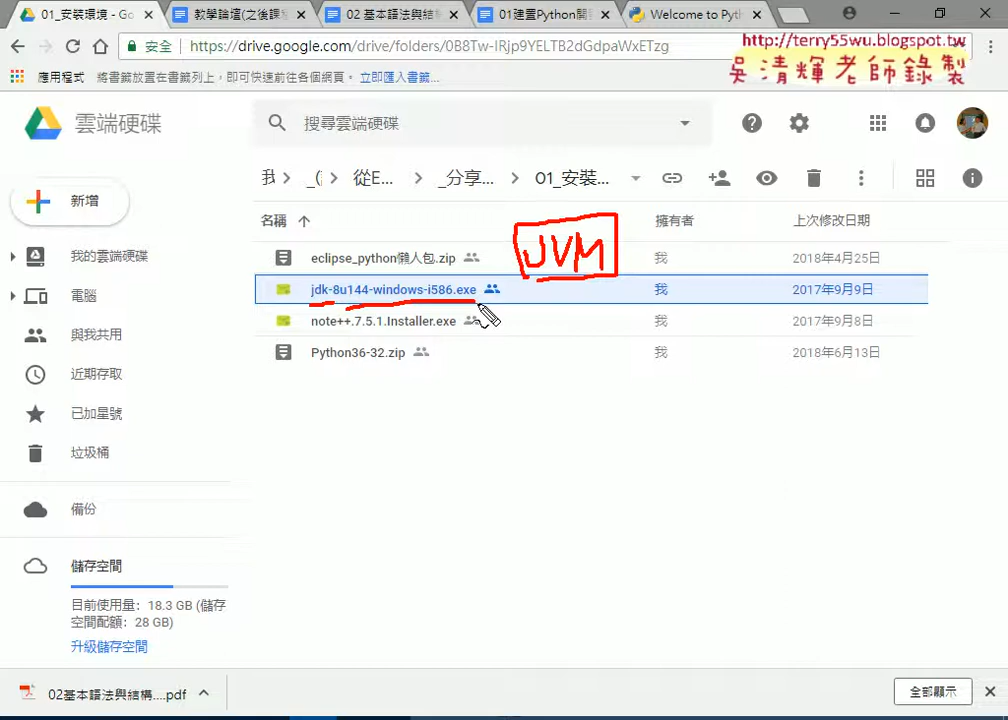 01_安裝環境 - Go
教學論壇(之後課程
02 基本語法與結構
01建置Python開發
Welcome to Pyth
安全
https://drive.google.com/drive/folders/0B8Tw-IRjp9YELTB2dGdpaWxETzg
http://terry55wu.blogspot.tw
吳清輝老師錄製
應用程式
將書籤放置在書籤列上，即可快速前往各個網頁。
立即匯入書籤...
雲端硬碟
搜尋雲端硬碟
新增
從E...
_分享...
01_安裝...
名稱
擁有者
上次修改日期
JVM
我的雲端硬碟
電腦
與我共用
近期存取
已加星號
垃圾桶
備份
儲存空間
目前使用量：18.3 GB (儲存
空間配額：28 GB)
升級儲存空間
eclipse_python懶人包.zip 我 2018年4月25日
jdk-8u144-windows-i586.exe 我 2017年9月9日
note++.7.5.1.Installer.exe 我 2017年9月8日
Python36-32.zip 我 2018年6月13日
02基本語法與結構....pdf
全部顯示